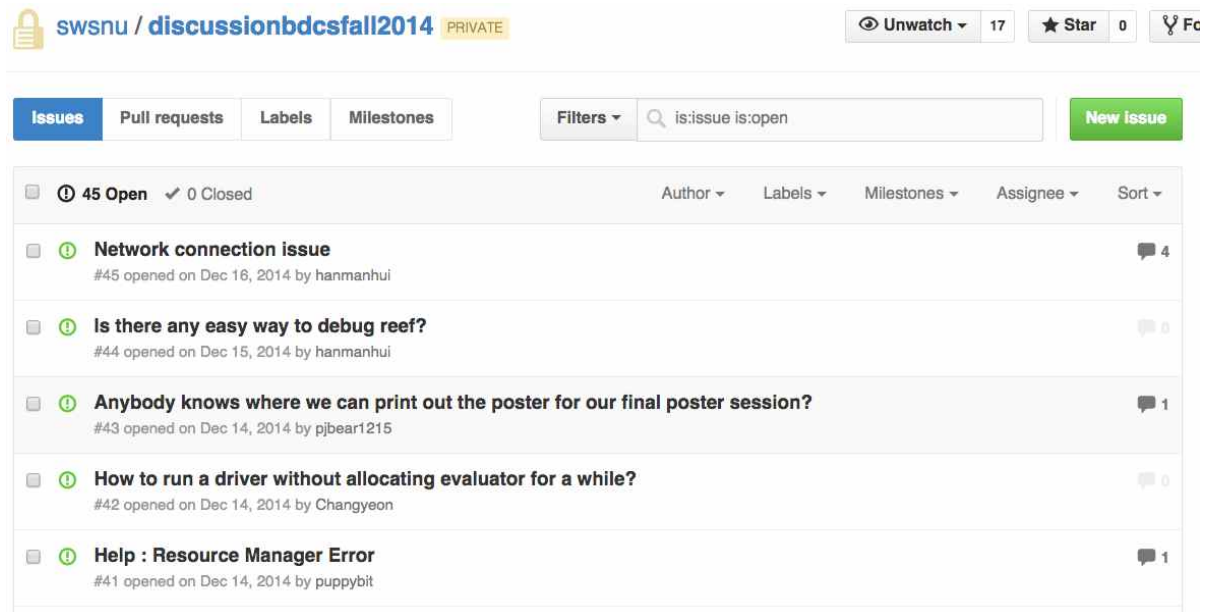 swsnu / discussionbdcsfall2014 PRIVATE Unwatch 17 Star 0 Fo
Issues Pull requests Labels Milestones Filters is:issue is:open New issue
45 Open 0 Closed Author Labels Milestones Assignee Sort
Network connection issue 4
#45 opened on Dec 16, 2014 by hanmanhui
Is there any easy way to debug reef? 0
#44 opened on Dec 15, 2014 by hanmanhui
Anybody knows where we can print out the poster for our final poster session? 1
#43 opened on Dec 14, 2014 by pjbear1215
How to run a driver without allocating evaluator for a while? 0
#42 opened on Dec 14, 2014 by Changyeon
Help : Resource Manager Error 1
#41 opened on Dec 14, 2014 by puppybit